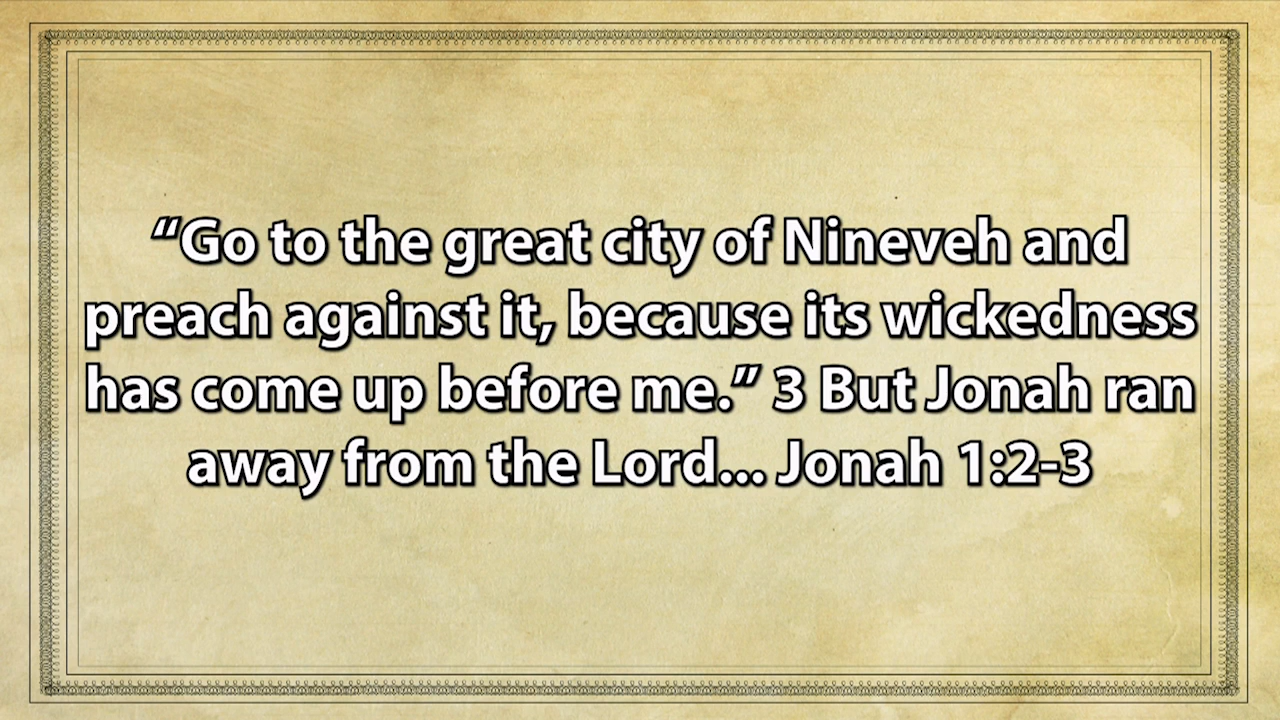 “Go to the great city of Nineveh and
preach against it, because its wickedness
has come up before me.” 3 But Jonah ran
away from the Lord... Jonah 1:2-3